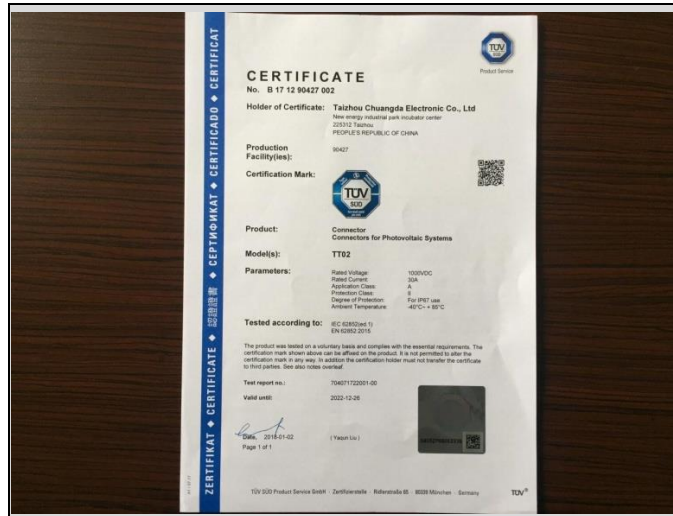 ZERTIFIKAT ◆ CERTIFICATE ◆ 認證證書 ◆ СЕРТИФИКАТ ◆ CERTIFICADO ◆ CERTIFICAT
TÜV
SÜD
Product Service
CERTIFICATE
No. B 17 12 90427 002
Holder of Certificate: Taizhou Chuangda Electronic Co., Ltd
New energy industrial park incubator center
225312 Taizhou
PEOPLE'S REPUBLIC OF CHINA
Production
Facility(ies): 90427
Certification Mark:
TÜV
SÜD
Product: Connector
Connectors for Photovoltaic Systems
Model(s): TT02
Parameters: Rated Voltage: 1000VDC
Rated Current: 30A
Application Class: A
Protection Class: II
Degree of Protection: For IP67 use
Ambient Temperature
Tested according to: IEC 62852(ed.1)
EN 62852:2015
The product was tested on a voluntary basis and complies with the essential requirements. The
certification mark shown above can be affixed on the product. It is not permitted to alter the
certification mark in any way. In addition the certification holder must not transfer the certificate
to third parties. See also notes overleaf.
Test report no.: 704071722001-00
Valid until: 2022-12-26
Date, 2018-01-02
( Yaqun Liu )
Page 1 of 1
TÜV SÜD Product Service GmbH · Zertifizierstelle · Ridlerstraße 65 · 80339 München · Germany
TÜV®